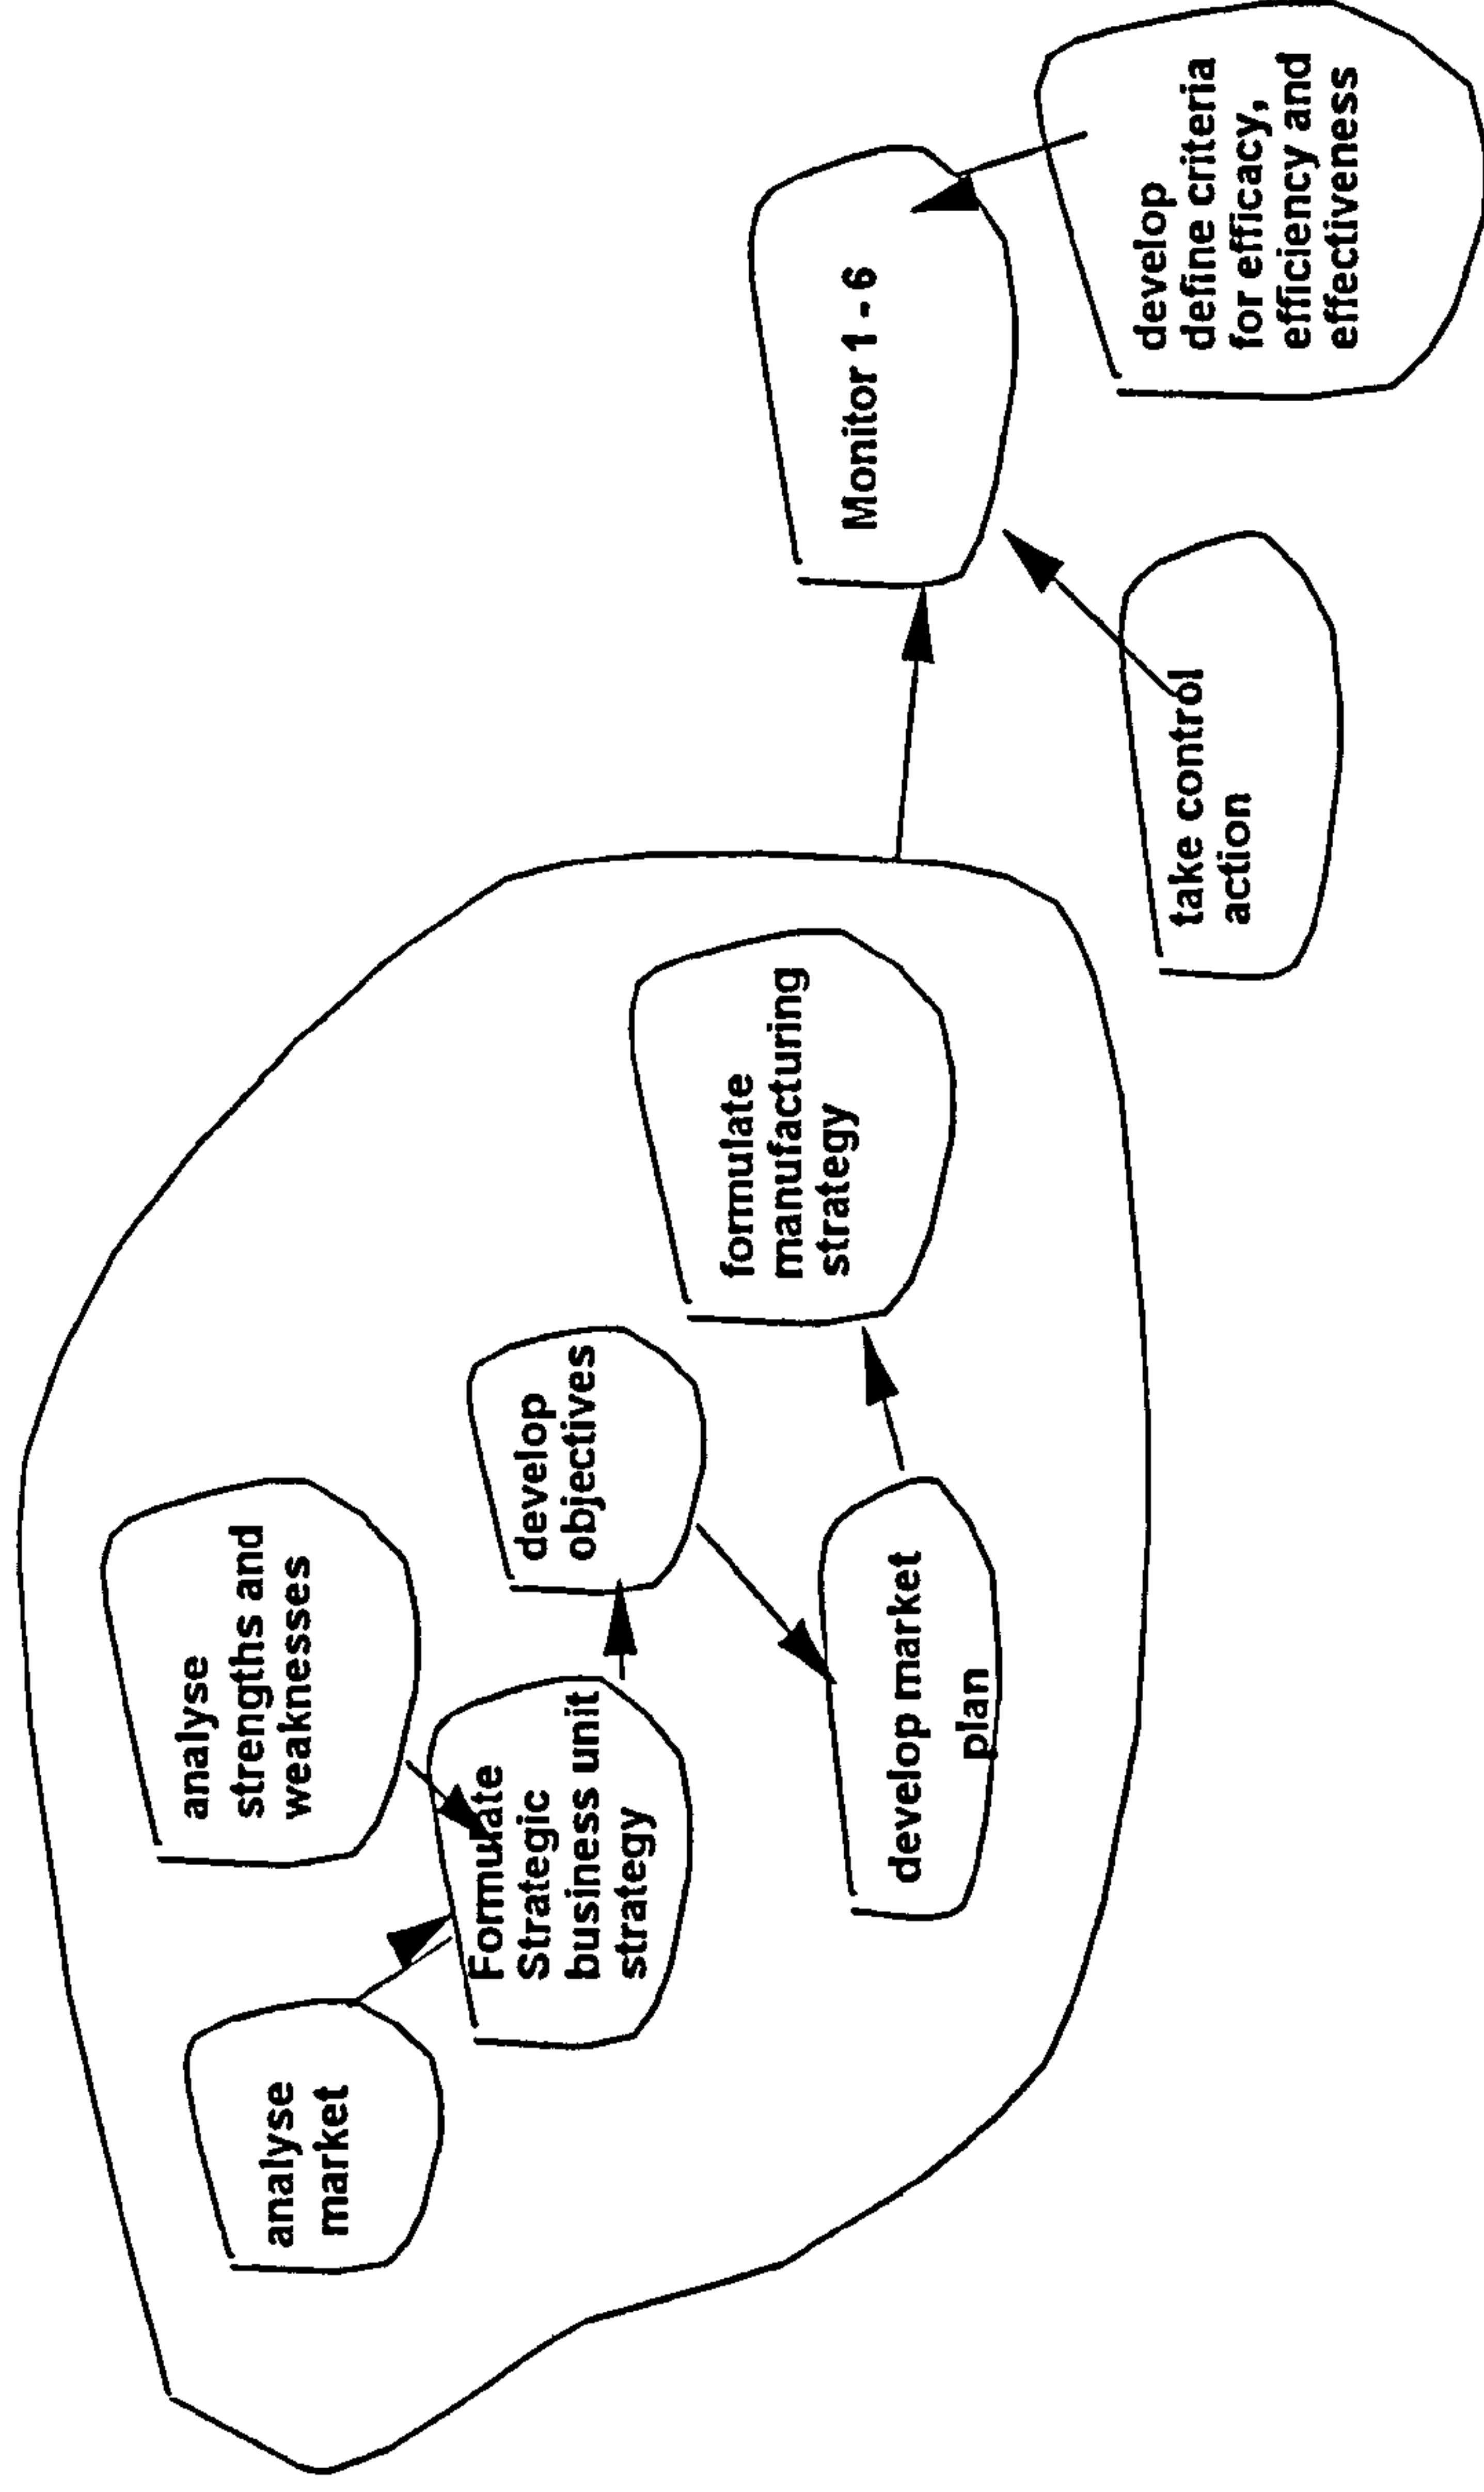 analyse
strengths and
weaknesses
analyse
market
Formulate
Strategic
business unit
strategy
develop
objectives
develop market
plan
formulate
manufacturing
strategy
Monitor 1 - 6
take control
action
develop
define criteria
for efficacy,
efficiency and
effectiveness